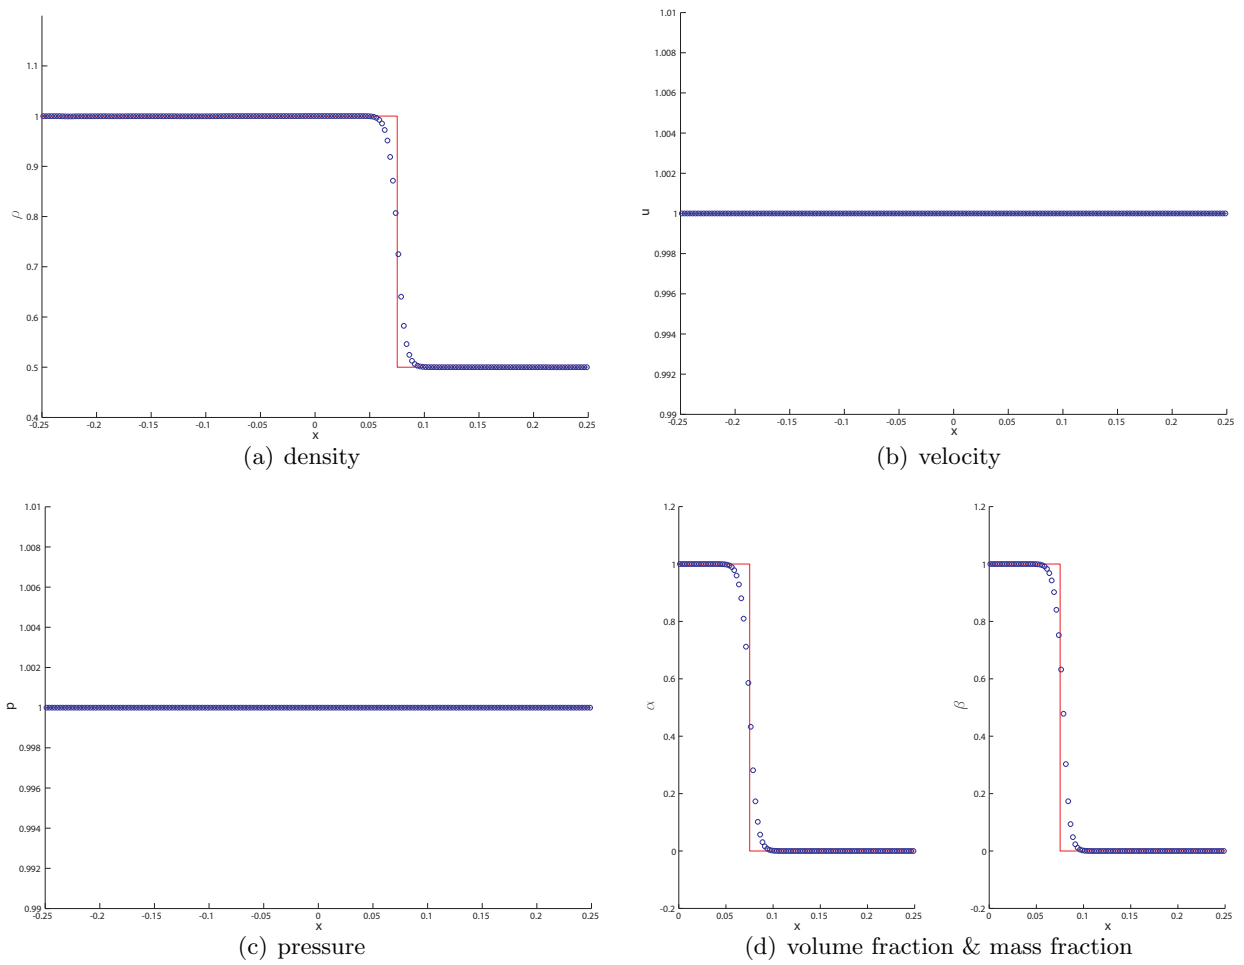 1.1
1
0.9
0.8
0.7
0.6
0.5
0.4
ρ
-0.25 -0.2 -0.15 -0.1 -0.05 0 0.05 0.1 0.15 0.2 0.25
x
(a) density
1.01
1.008
1.006
1.004
1.002
1
0.998
0.996
0.994
0.992
0.99
u
-0.25 -0.2 -0.15 -0.1 -0.05 0 0.05 0.1 0.15 0.2 0.25
x
(b) velocity
1.01
1.008
1.006
1.004
1.002
1
0.998
0.996
0.994
0.992
0.99
p
-0.25 -0.2 -0.15 -0.1 -0.05 0 0.05 0.1 0.15 0.2 0.25
x
(c) pressure
1.2
1
0.8
0.6
0.4
0.2
0
-0.2
α
0 0.05 0.1 0.15 0.2 0.25
x
1.2
1
0.8
0.6
0.4
0.2
0
-0.2
β
0 0.05 0.1 0.15 0.2 0.25
x
(d) volume fraction & mass fraction